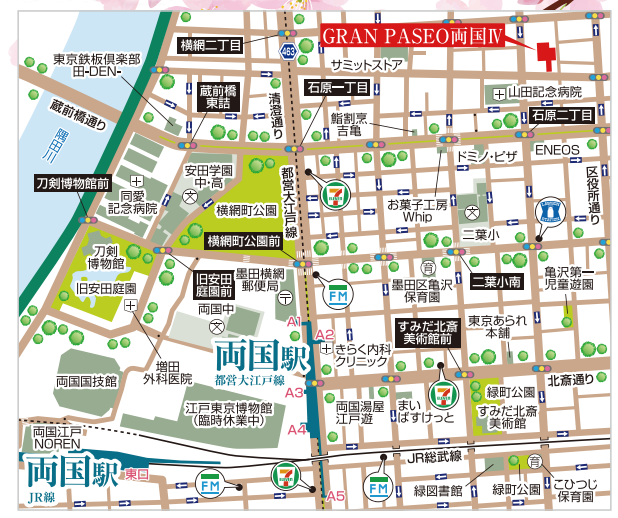 横網二丁目
463
GRAN PASEO両国Ⅳ
サミットストア
東京鉄板倶楽部
田-DEN-
蔵前橋通り
蔵前橋
東詰
清澄通り
石原一丁目
山田記念病院
鮨割烹
吉亀
石原二丁目
隅田川
安田学園
中・高
ドミノ・ピザ
ENEOS
刀剣博物館前
同愛
記念病院
文
都営大江戸線
区役所通り
横網町公園
お菓子工房
Whip
文
二葉小
横網町公園前
刀剣
博物館
旧安田庭園
旧安田
庭園前
墨田横網
郵便局
FM
育
墨田区亀沢
保育園
二葉小南
亀沢第一
児童遊園
両国中
文
A1
A2
すみだ北斎
美術館前
東京あられ
本舗
増田
外科医院
両国駅
都営大江戸線
きらく内科
クリニック
北斎通り
両国国技館
A3
緑町公園
江戸東京博物館
(臨時休業中)
両国湯屋
江戸遊
まい
ばすけっと
すみだ北斎
美術館
A4
両国江戸
NOREN
JR総武線
両国駅
JR線
東口
FM
A5
FM
緑図書館
緑町公園
育
こひつじ
保育園